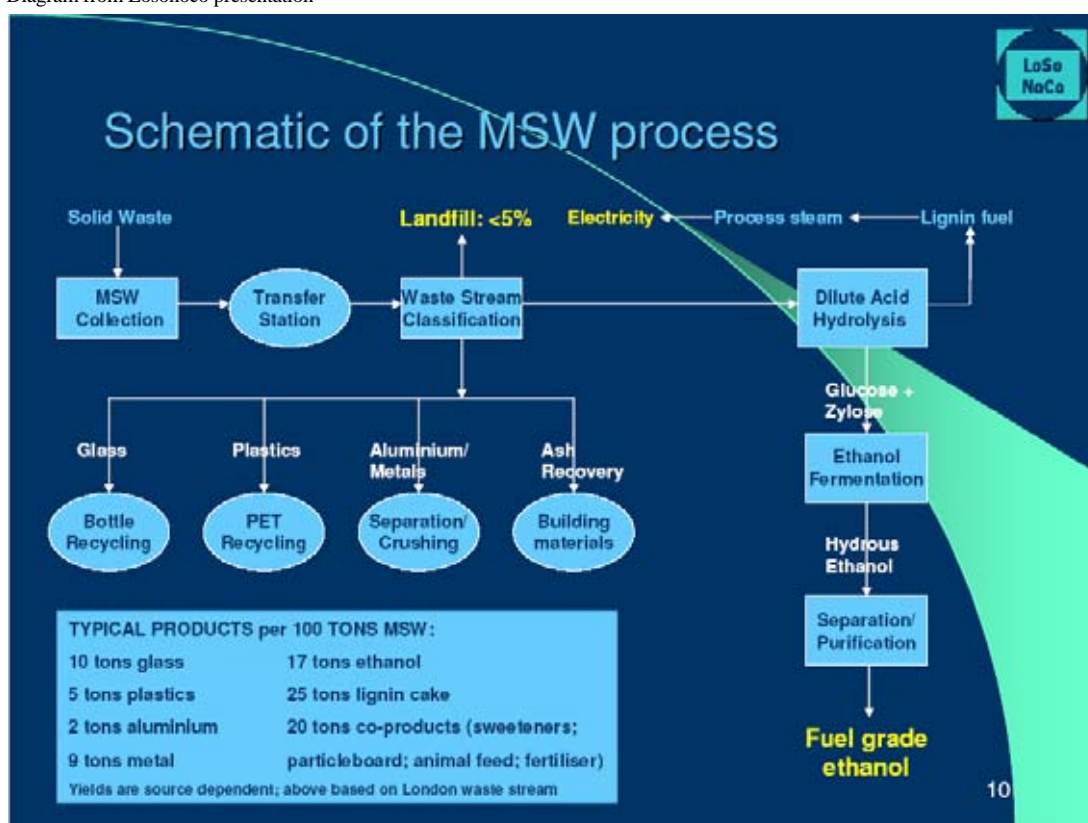 Diagram from Losonoco presentation
LoSo
NoCo
Schematic of the MSW process
Solid Waste
Landfill: <5%
Electricity
Process steam
Lignin fuel
MSW
Collection
Transfer
Station
Waste Stream
Classification
Dilute Acid
Hydrolysis
Glucose +
Zylose
Glass
Plastics
Aluminium/
Metals
Ash
Recovery
Ethanol
Fermentation
Bottle
Recycling
PET
Recycling
Separation/
Crushing
Building
materials
Hydrous
Ethanol
Separation/
Purification
TYPICAL PRODUCTS per 100 TONS MSW:
10 tons glass 17 tons ethanol
5 tons plastics 25 tons lignin cake
2 tons aluminium 20 tons co-products (sweeteners;
9 tons metal particleboard; animal feed; fertiliser)
Yields are source dependent; above based on London waste stream
Fuel grade
ethanol
10